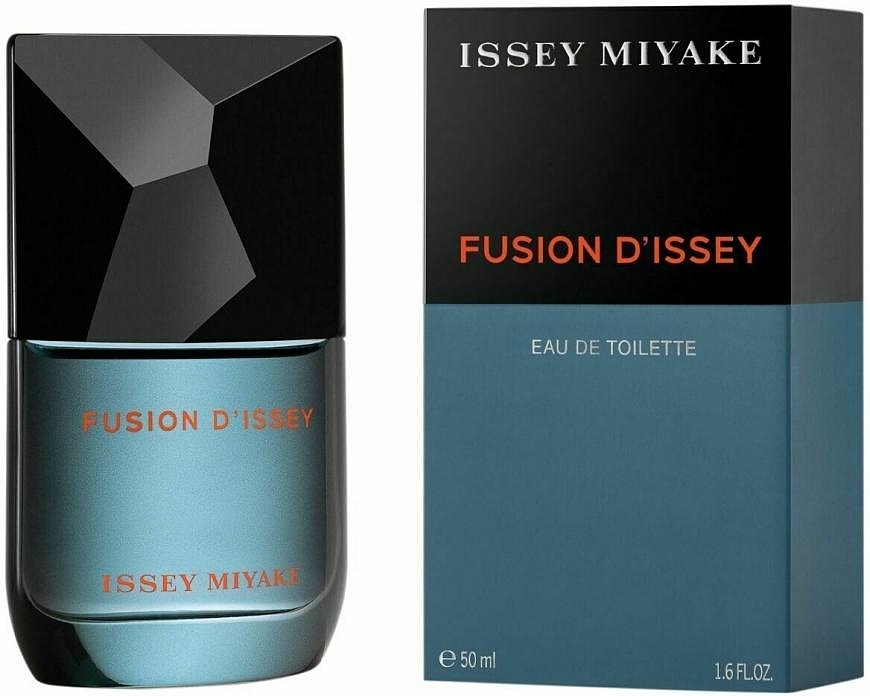 FUSION D'ISSEY
ISSEY MIYAKE
ISSEY MIYAKE
FUSION D'ISSEY
EAU DE TOILETTE
℮ 50 ml
1.6 FL.OZ.